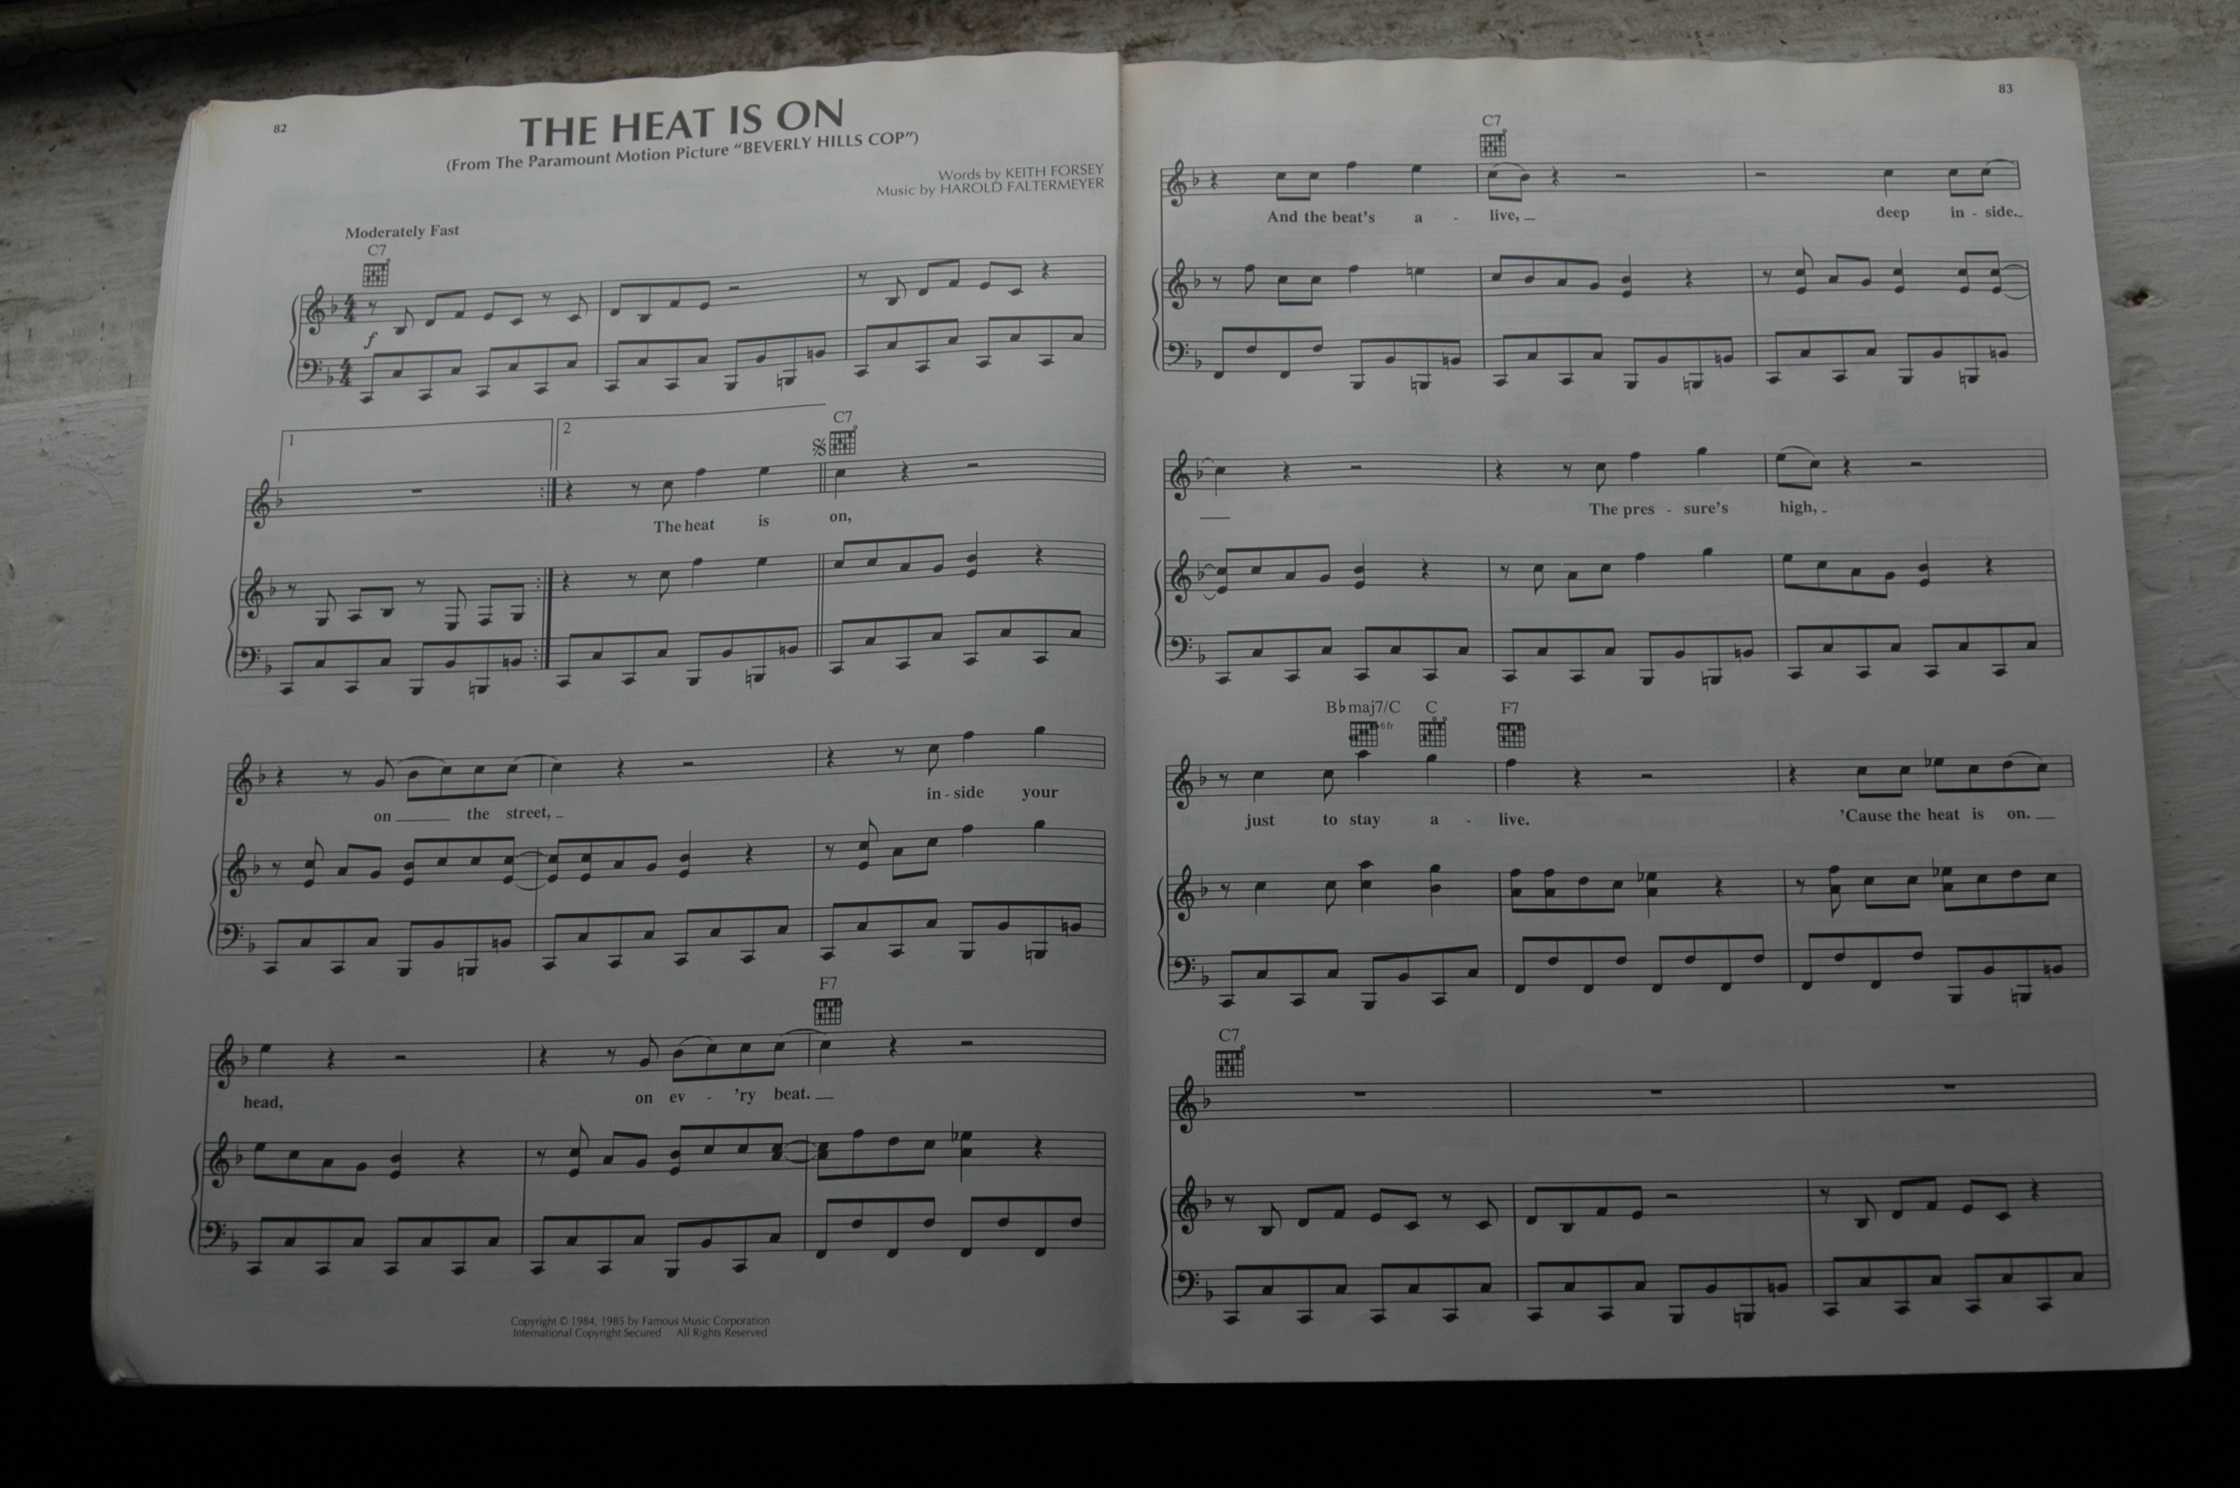 82
THE HEAT IS ON
(From The Paramount Motion Picture "BEVERLY HILLS COP")
Words by KEITH FORSEY
Music by HAROLD FALTERMEYER
Moderately Fast
C7
4 4
f
4 4
1 2
C7
The heat is on,
on the street, in - side your
F7
head, on ev - 'ry beat.
Copyright © 1984, 1985 by Famous Music Corporation
International Copyright Secured All Rights Reserved
83
C7
And the beat's a - live, deep in - side.
The pres - sure's high,
B♭maj7/C C F7
6fr
just to stay a - live. 'Cause the heat is on.
C7